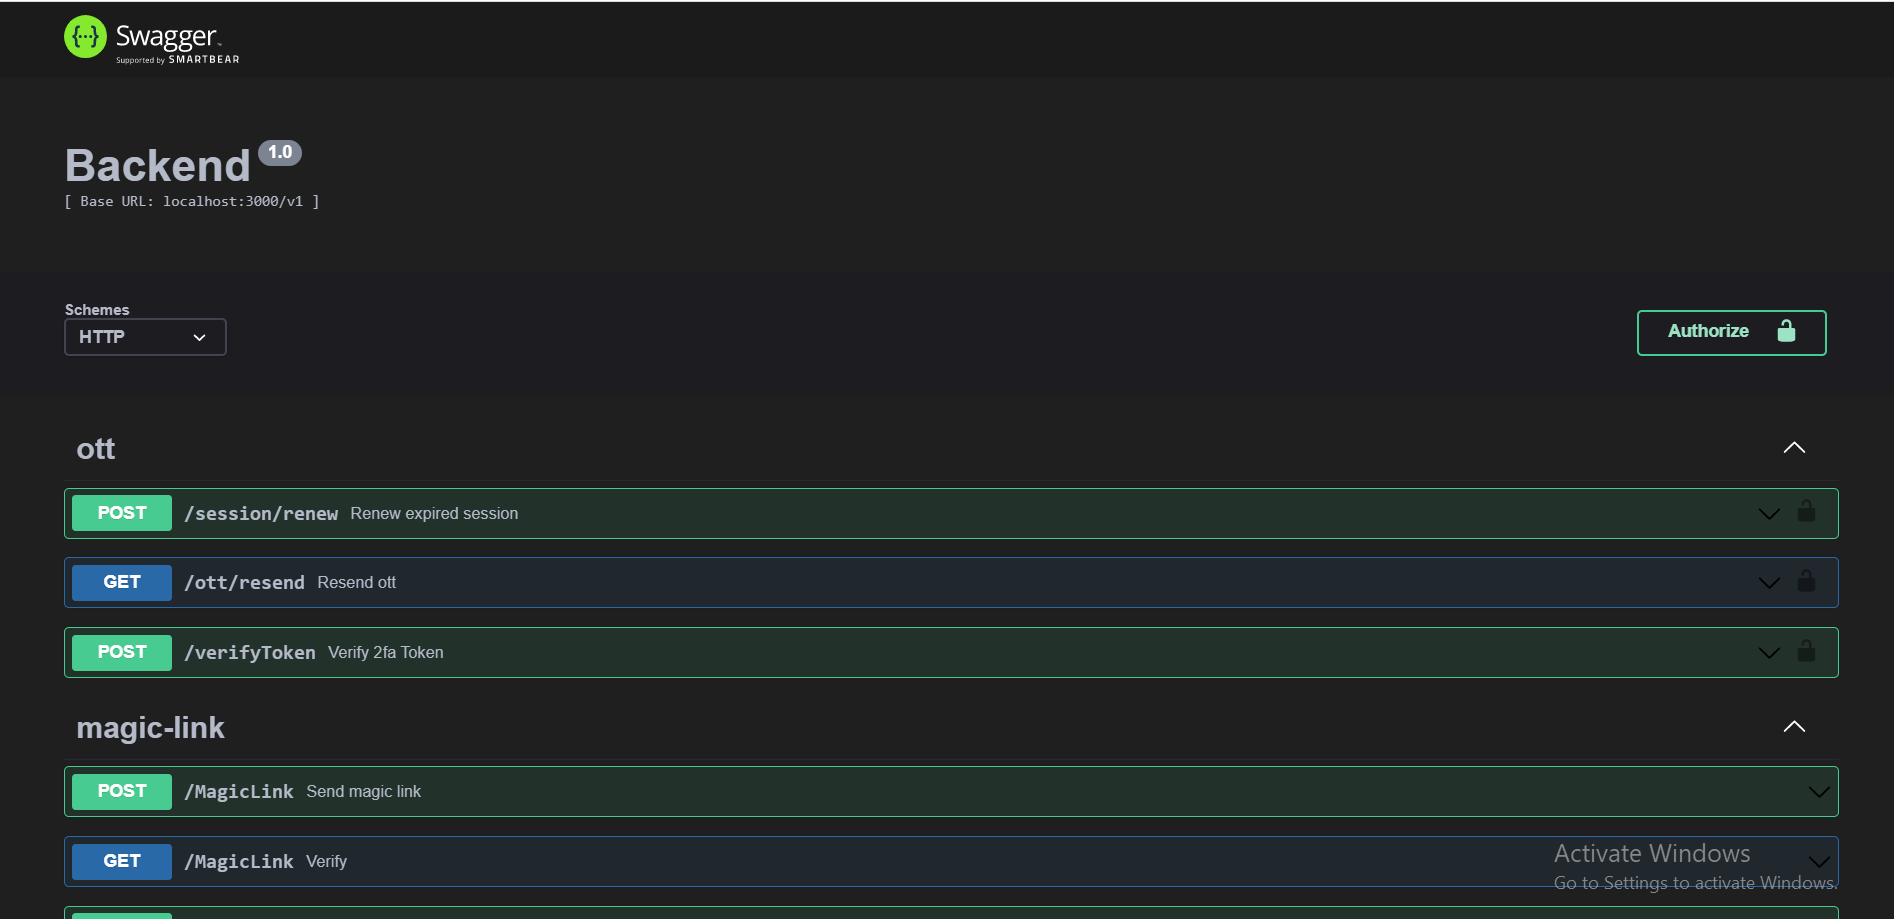 Swagger™
Supported by SMARTBEAR
Backend 1.0
[ Base URL: localhost:3000/v1 ]
Schemes
HTTP
Authorize
ott
POST /session/renew Renew expired session
GET /ott/resend Resend ott
POST /verifyToken Verify 2fa Token
magic-link
POST /MagicLink Send magic link
GET /MagicLink Verify
Activate Windows
Go to Settings to activate Windows.